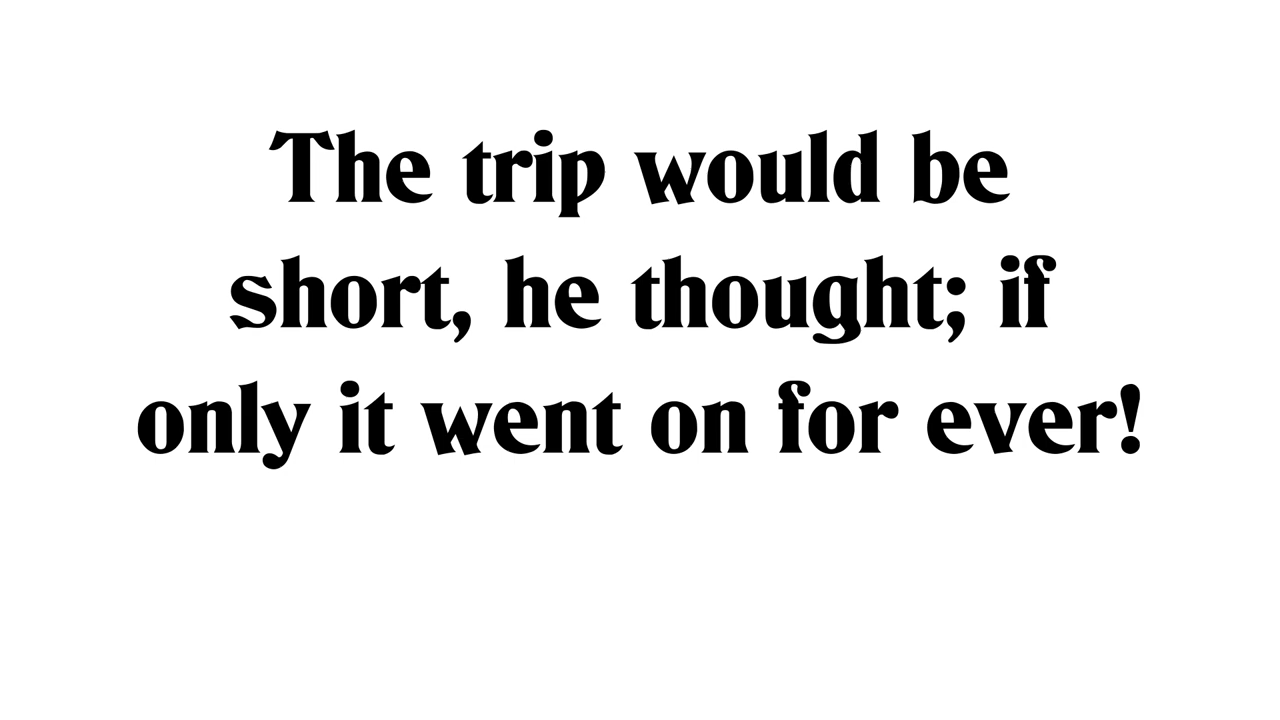 The trip would be
short, he thought; if
only it went on for ever!